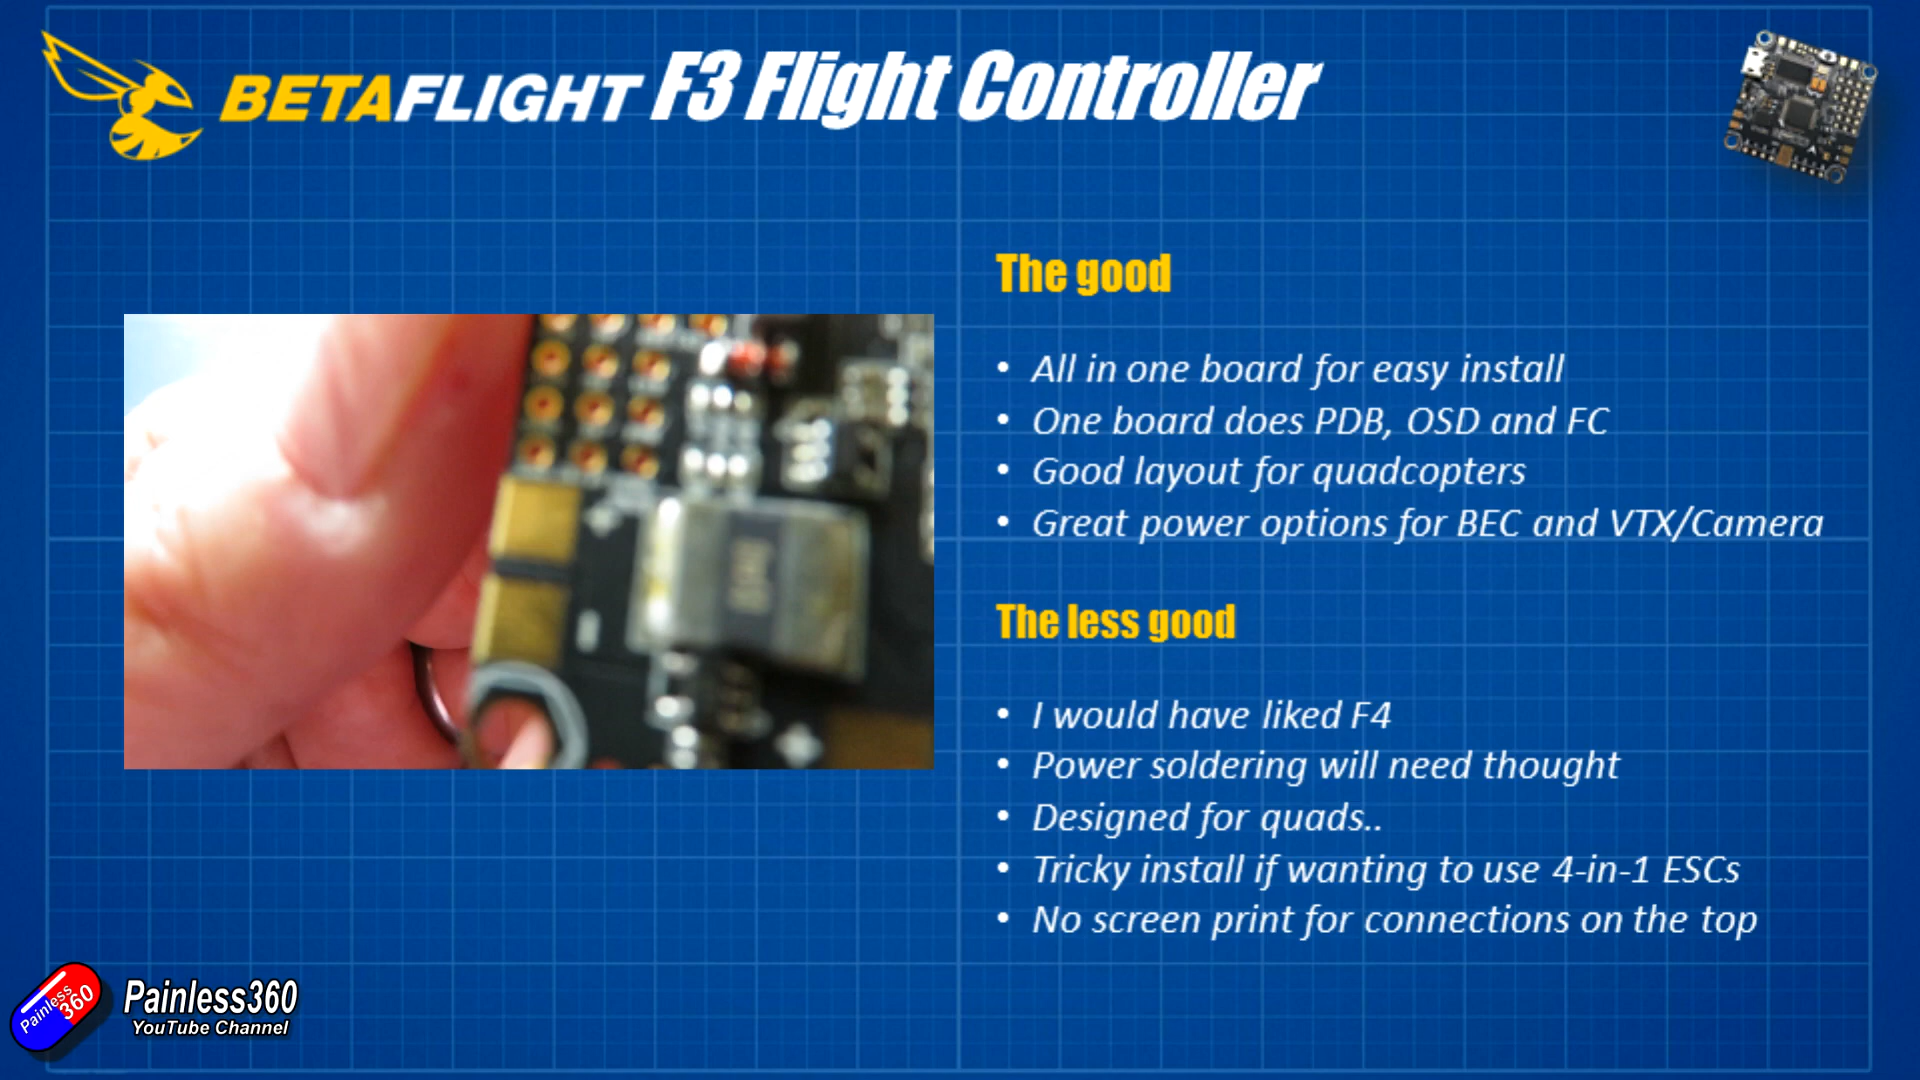 BETAFLIGHT F3 Flight Controller
The good
• All in one board for easy install
• One board does PDB, OSD and FC
• Good layout for quadcopters
• Great power options for BEC and VTX/Camera
The less good
• I would have liked F4
• Power soldering will need thought
• Designed for quads..
• Tricky install if wanting to use 4-in-1 ESCs
• No screen print for connections on the top
Painless
360
Painless360
YouTube Channel